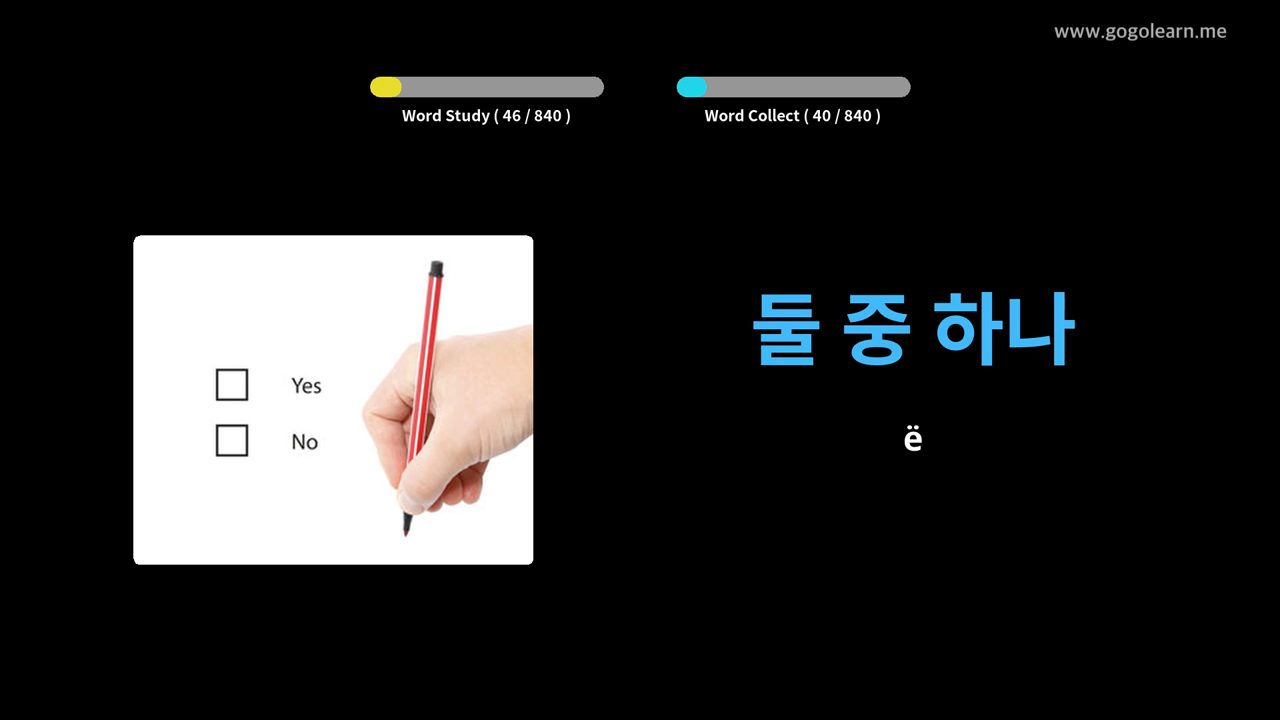 www.gogolearn.me
Word Study ( 46 / 840 )
Word Collect ( 40 / 840 )
Yes
No
둘 중 하나
ë